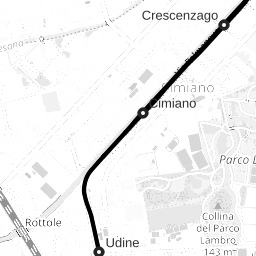 Crescenzago
Cimiano
Cimiano
Parco L
Rottole
Collina
del Parco
Lambro
143 m
Udine